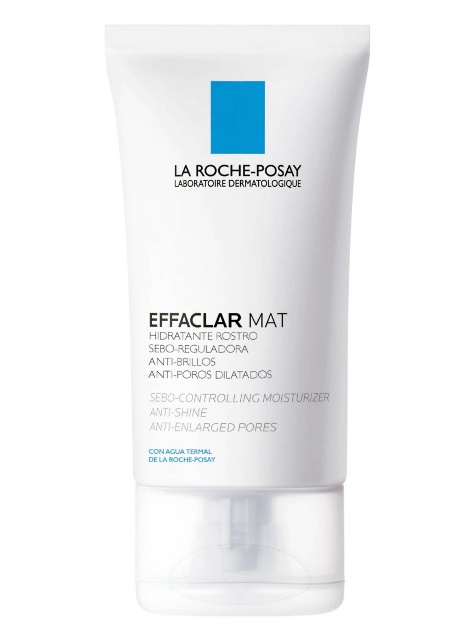 LA ROCHE-POSAY
LABORATOIRE DERMATOLOGIQUE
EFFACLAR MAT
HIDRATANTE ROSTRO
SEBO-REGULADORA
ANTI-BRILLOS
ANTI-POROS DILATADOS
SEBO-CONTROLLING MOISTURIZER
ANTI-SHINE
ANTI-ENLARGED PORES
CON AGUA TERMAL
DE LA ROCHE-POSAY